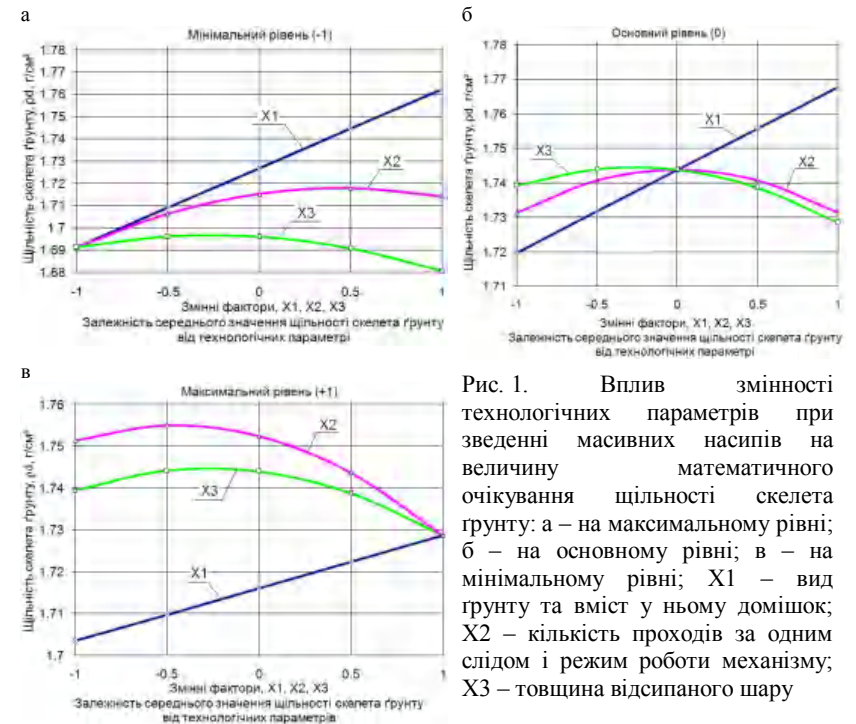 а
Мінімальний рівень (-1)
Щільність скелета ґрунту, ρd, г/см³
1.78
1.77
1.76
1.75
1.74
1.73
1.72
1.71
1.7
1.69
1.68
X1
X2
X3
-1
-0.5
0
0.5
1
Змінні фактори, X1, X2, X3
Залежність середнього значення щільності скелета ґрунту
від технологічних параметрі
б
Основний рівень (0)
Щільність скелета ґрунту, ρd, г/см³
1.78
1.77
1.76
1.75
1.74
1.73
1.72
1.71
X1
X3
X2
-1
-0.5
0
0.5
1
Змінні фактори, X1, X2, X3
Залежність середнього значення щільності скелета ґрунту
від технологічних параметрі
в
Максимальний рівень (+1)
Щільність скелета ґрунту, ρd, г/см³
1.76
1.75
1.74
1.73
1.72
1.71
1.7
X2
X3
X1
-1
-0.5
0
0.5
1
Змінні фактори, X1, X2, X3
Залежність середнього значення щільності скелета ґрунту
від технологічних параметрів
Рис. 1. Вплив змінності
технологічних параметрів при
зведенні масивних насипів на
величину математичного
очікування щільності скелета
ґрунту: а – на максимальному рівні;
б – на основному рівні; в – на
мінімальному рівні; X1 – вид
ґрунту та вміст у ньому домішок;
X2 – кількість проходів за одним
слідом і режим роботи механізму;
X3 – товщина відсипаного шару